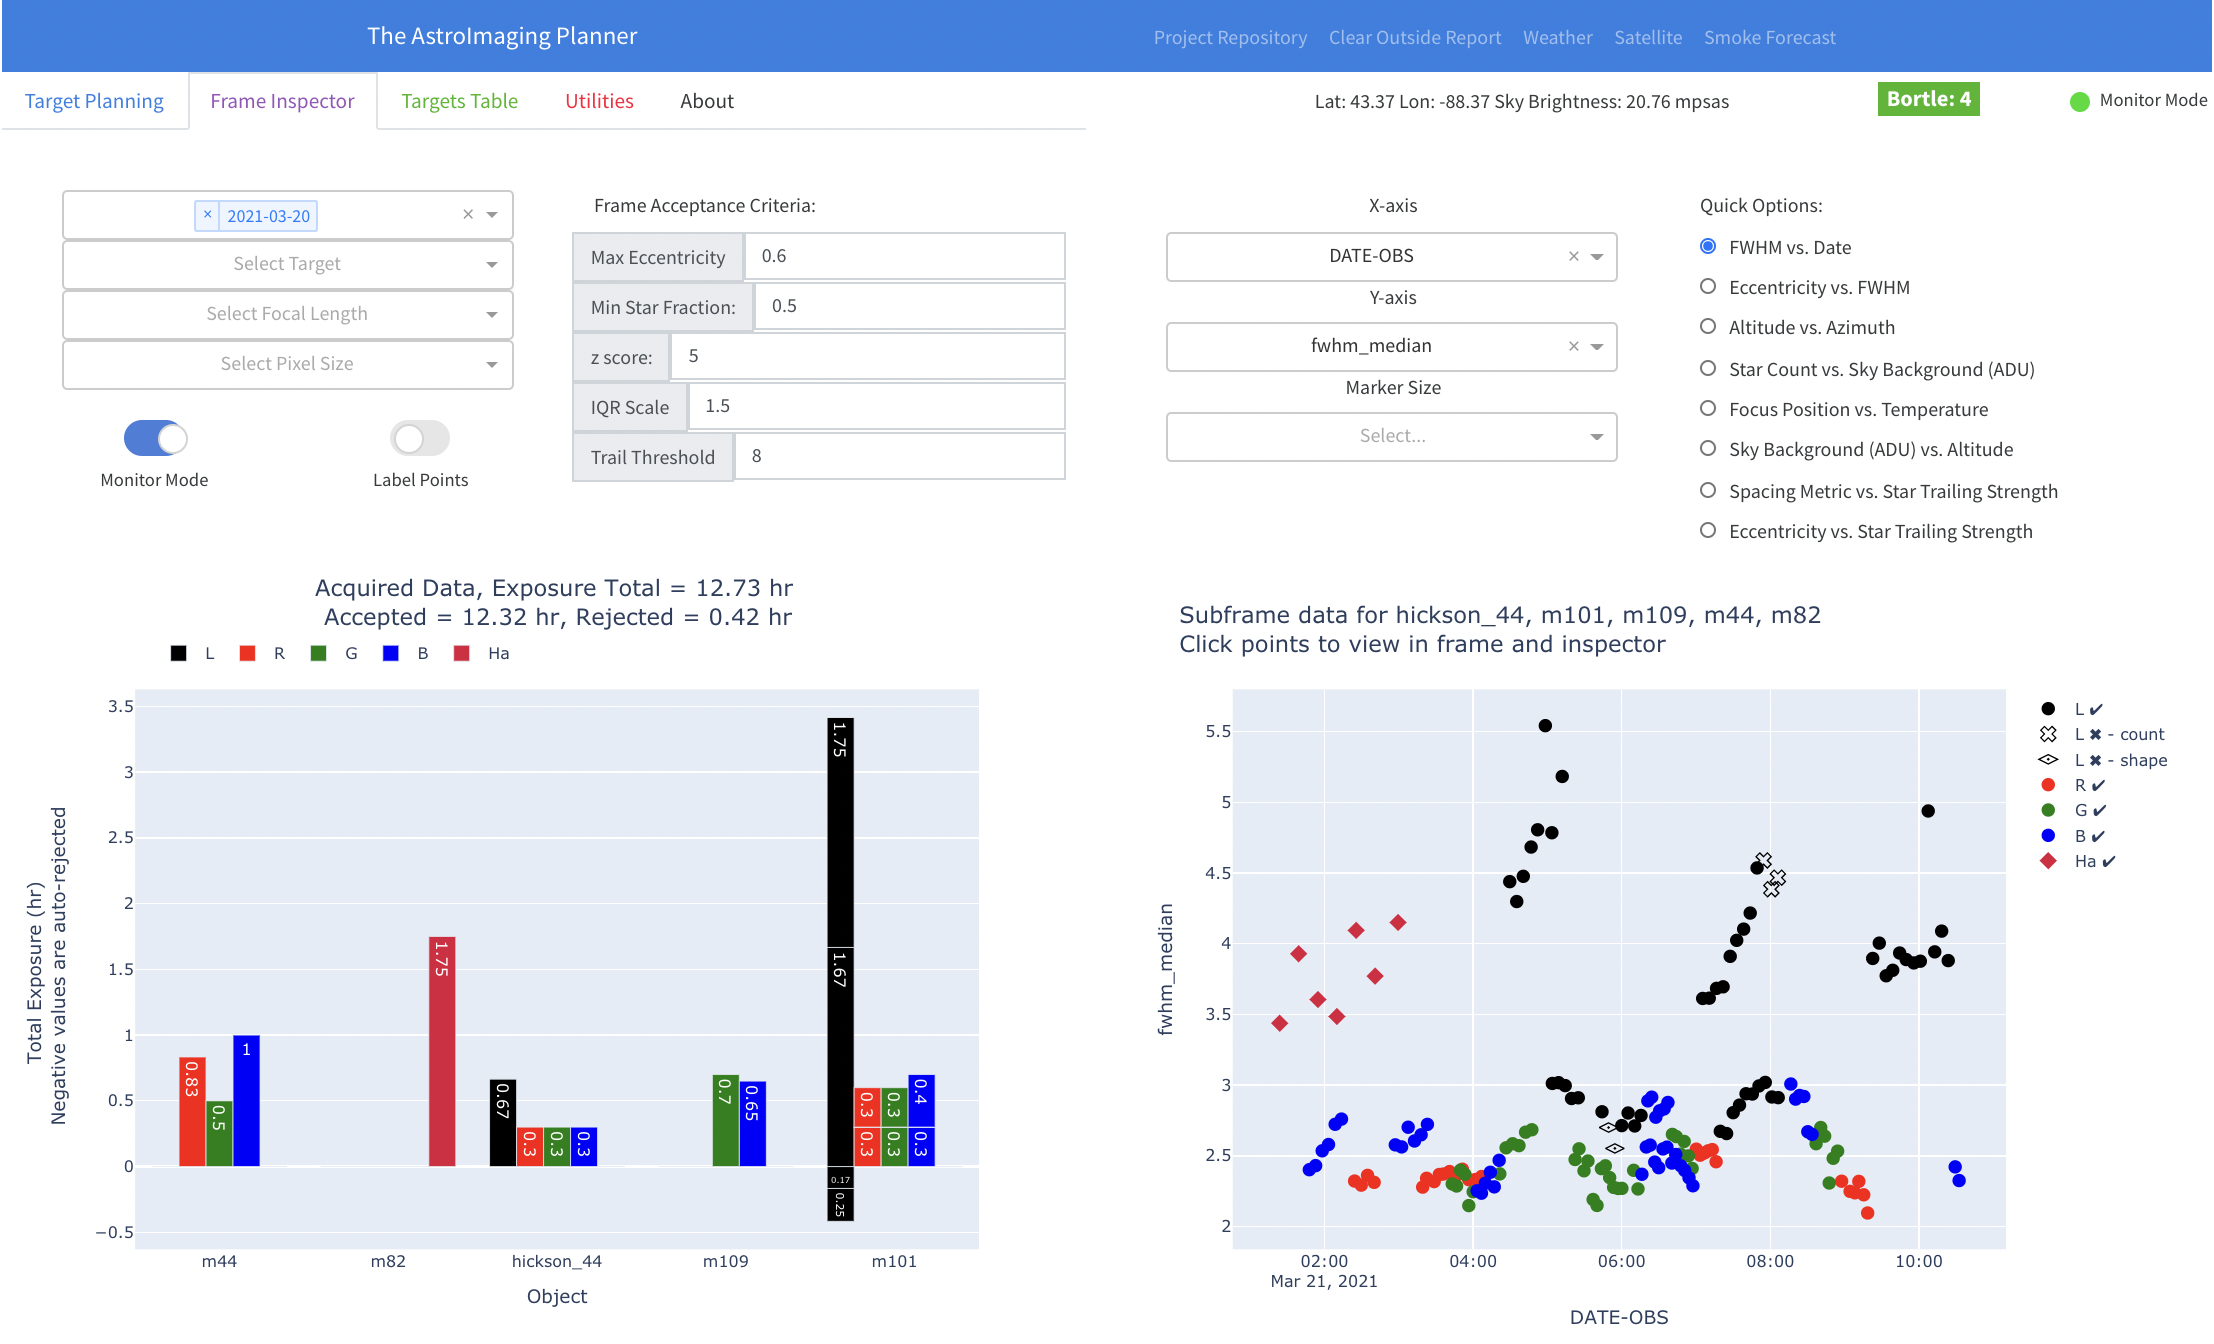 The AstroImaging Planner
Project Repository Clear Outside Report Weather Satellite Smoke Forecast
Target Planning Frame Inspector Targets Table Utilities About
Lat: 43.37 Lon: -88.37 Sky Brightness: 20.76 mpsas
Bortle: 4
Monitor Mode
× 2021-03-20 ×
Select Target
Select Focal Length
Select Pixel Size
Monitor Mode
Label Points
Frame Acceptance Criteria:
Max Eccentricity 0.6
Min Star Fraction: 0.5
z score: 5
IQR Scale 1.5
Trail Threshold 8
X-axis
DATE-OBS ×
Y-axis
fwhm_median ×
Marker Size
Select...
Quick Options:
FWHM vs. Date
Eccentricity vs. FWHM
Altitude vs. Azimuth
Star Count vs. Sky Background (ADU)
Focus Position vs. Temperature
Sky Background (ADU) vs. Altitude
Spacing Metric vs. Star Trailing Strength
Eccentricity vs. Star Trailing Strength
Acquired Data, Exposure Total = 12.73 hr
Accepted = 12.32 hr, Rejected = 0.42 hr
L R G B Ha
Total Exposure (hr)
Negative values are auto-rejected
3.5
3
2.5
2
1.5
1
0.5
0
−0.5
0.83
0.5
1
1.75
0.67
0.3
0.3
0.3
0.7
0.65
1.75
1.67
0.17
0.25
0.3
0.3
0.3
0.3
0.4
0.3
m44 m82 hickson_44 m109 m101
Object
Subframe data for hickson_44, m101, m109, m44, m82
Click points to view in frame and inspector
fwhm_median
5.5
5
4.5
4
3.5
3
2.5
2
02:00 04:00 06:00 08:00 10:00
Mar 21, 2021
DATE-OBS
L ✔
L ✖ - count
L ✖ - shape
R ✔
G ✔
B ✔
Ha ✔